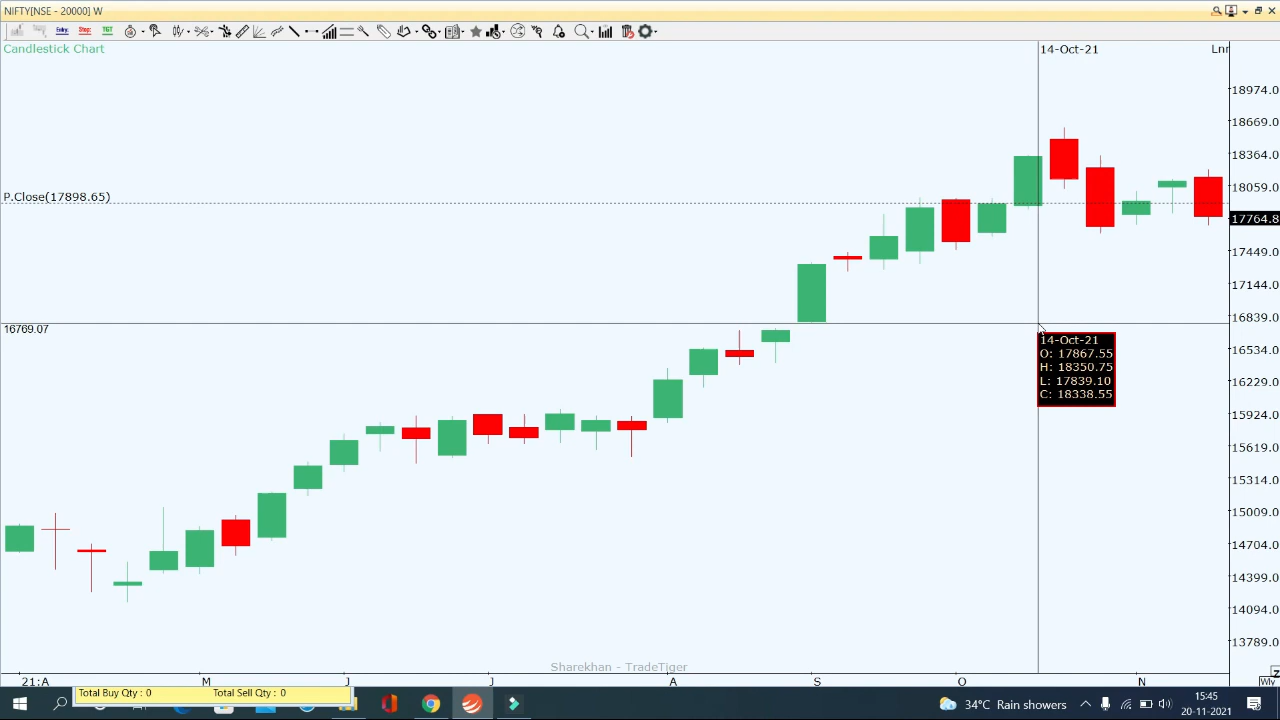 NIFTY[NSE - 20000] W
Entry
Stop
TGT
Candlestick Chart
14-Oct-21
Lnr
18974.0
18669.0
18364.0
18059.0
P.Close(17898.65)
17764.8
17449.0
17144.0
16839.0
16769.07
14-Oct-21
O: 17867.55
H: 18350.75
L: 17839.10
C: 18338.55
16534.0
16229.0
15924.0
15619.0
15314.0
15009.0
14704.0
14399.0
14094.0
13789.0
Sharekhan - TradeTiger
21:A M J J A S O N
Wly
Total Buy Qty : 0 Total Sell Qty : 0
34°C Rain showers
15:45
20-11-2021